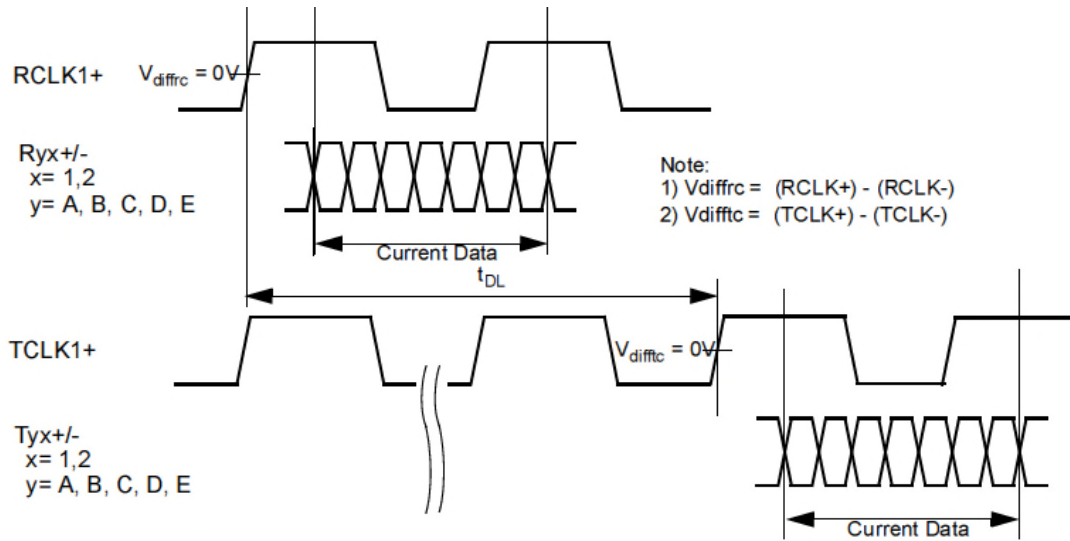 RCLK1+
Vdiffrc = 0V
Ryx+/-
x= 1,2
y= A, B, C, D, E
Note:
1) Vdiffrc = (RCLK+) - (RCLK-)
2) Vdifftc = (TCLK+) - (TCLK-)
Current Data
tDL
TCLK1+
Vdifftc = 0V
Tyx+/-
x= 1,2
y= A, B, C, D, E
Current Data